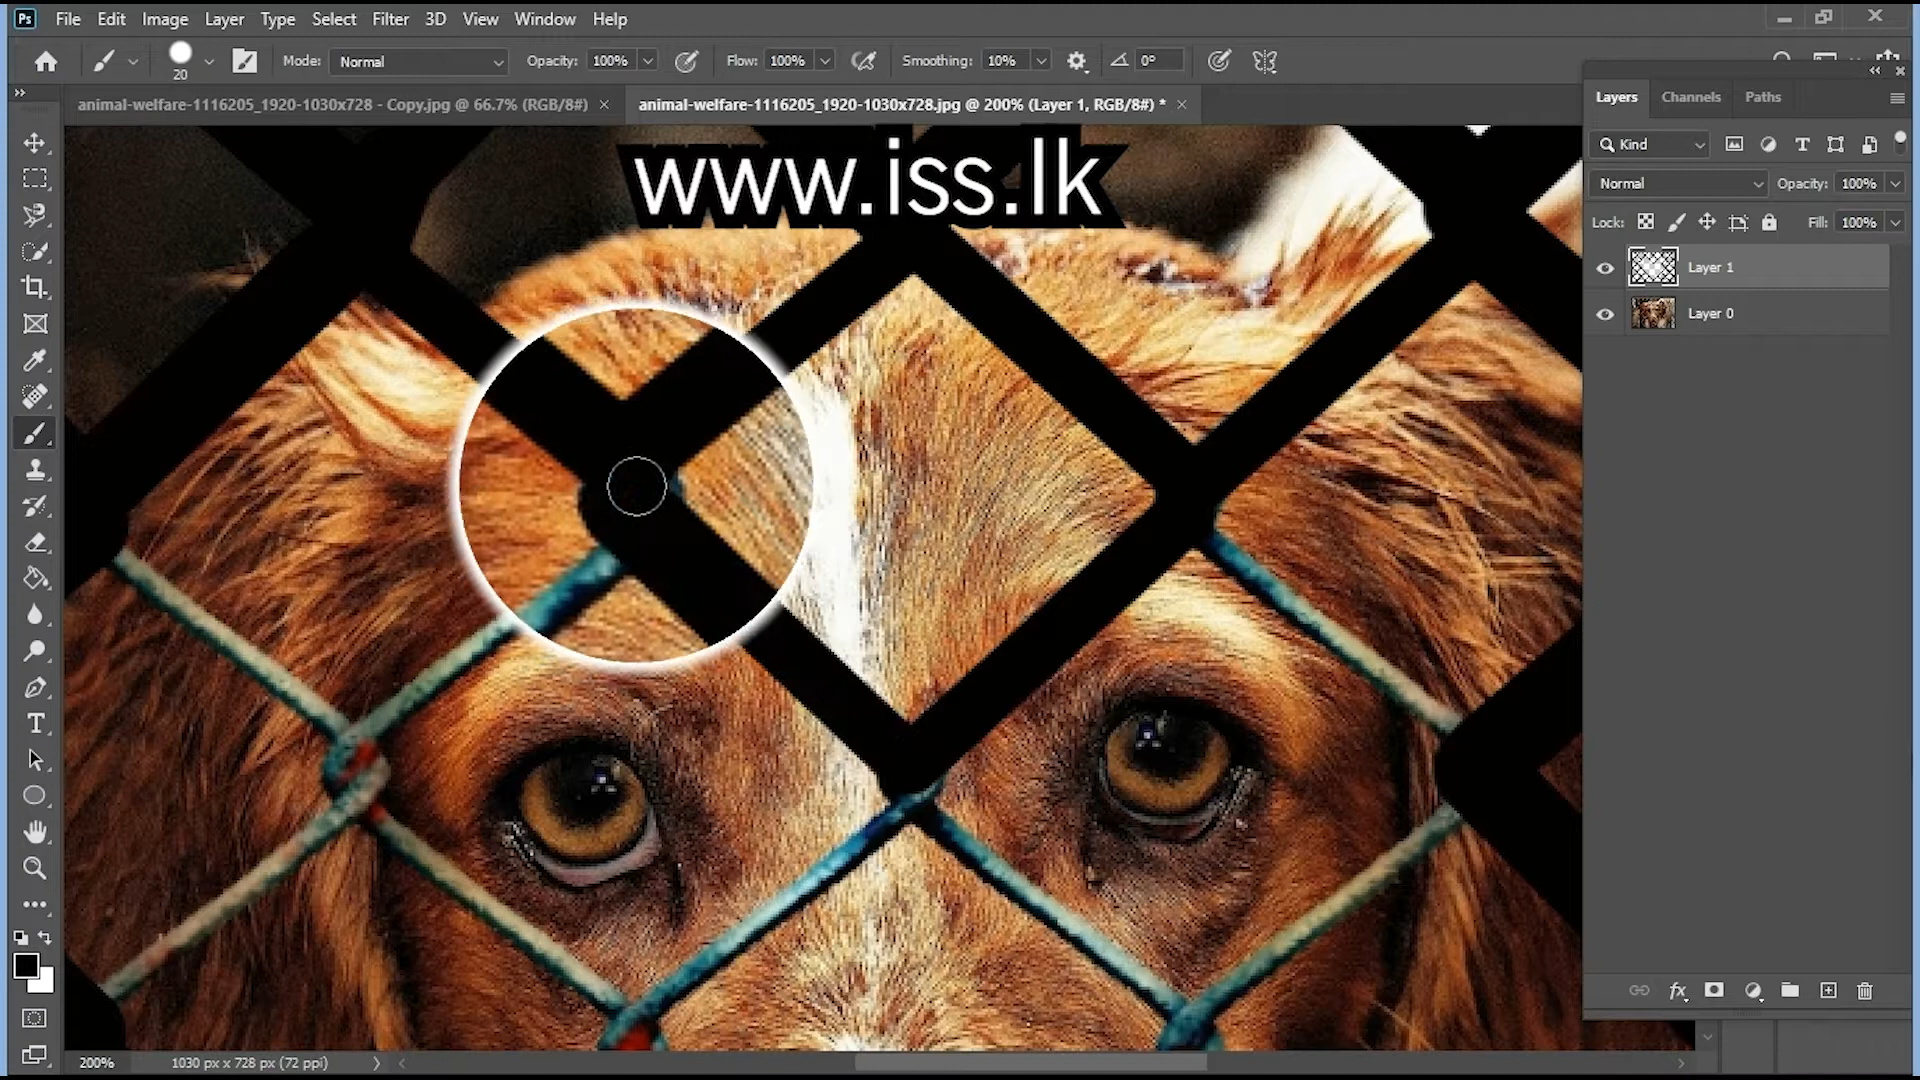 Ps File Edit Image Layer Type Select Filter 3D View Window Help
20 Mode: Normal Opacity: 100% Flow: 100% Smoothing: 10% 0°
animal-welfare-1116205_1920-1030x728 - Copy.jpg @ 66.7% (RGB/8#) × animal-welfare-1116205_1920-1030x728.jpg @ 200% (Layer 1, RGB/8#) * ×
Layers Channels Paths
Kind
Normal Opacity: 100%
Lock: Fill: 100%
Layer 1
Layer 0
www.iss.lk
200% 1030 px x 728 px (72 ppi)